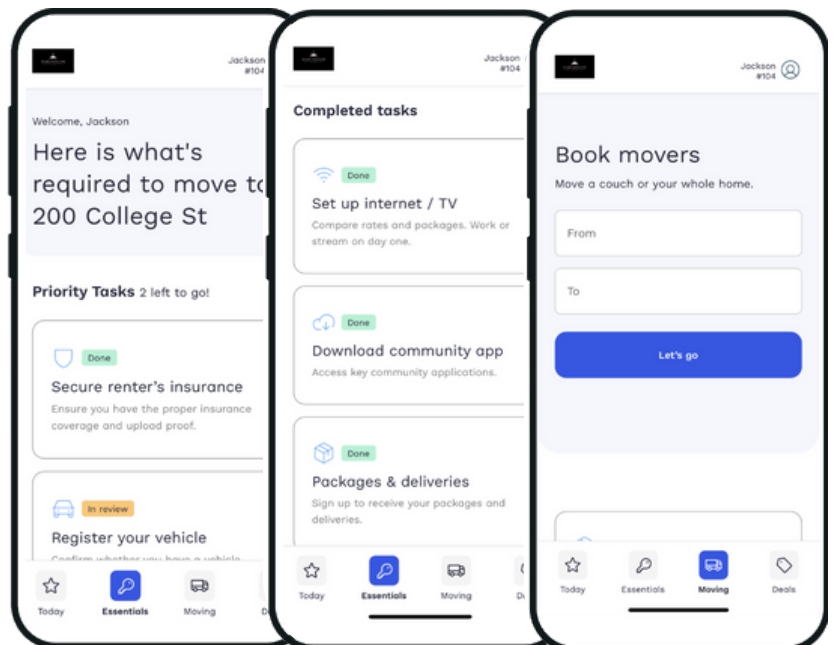 Jackson
#104
Welcome, Jackson
Here is what's
required to move to
200 College St
Priority Tasks 2 left to go!
Done
Secure renter's insurance
Ensure you have the proper insurance
coverage and upload proof.
In review
Register your vehicle
Confirm whether you have a vehicle
Today
Essentials
Moving
D
Jackson
#104
Completed tasks
Done
Set up internet / TV
Compare rates and packages. Work or
stream on day one.
Done
Download community app
Access key community applications.
Done
Packages & deliveries
Sign up to receive your packages and
deliveries.
Today
Essentials
Moving
D
Jackson
#104
Book movers
Move a couch or your whole home.
From
To
Let's go
Today
Essentials
Moving
Deals